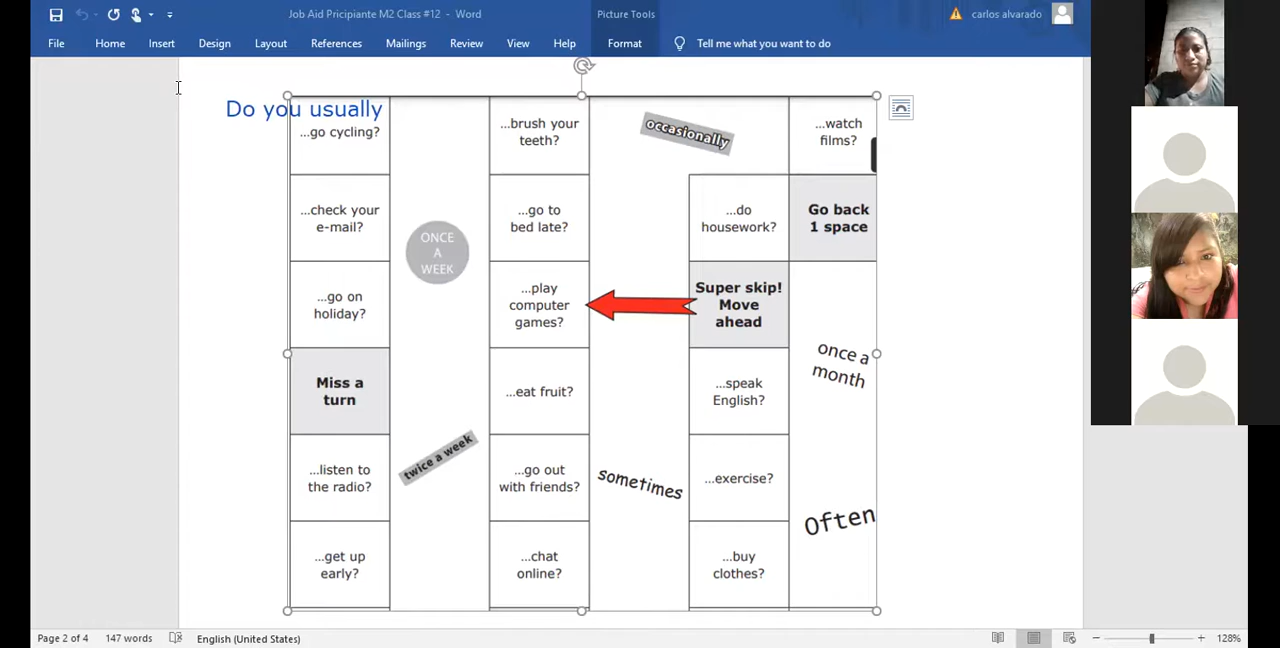 Job Aid Pricipiante M2 Class #12 - Word
Picture Tools
carlos alvarado
File
Home
Insert
Design
Layout
References
Mailings
Review
View
Help
Format
Tell me what you want to do
Do you usually
...go cycling?
...brush your
teeth?
occasionally
...watch
films?
...check your
e-mail?
ONCE
A
WEEK
...go to
bed late?
...do
housework?
Go back
1 space
...go on
holiday?
...play
computer
games?
Super skip!
Move
ahead
once a
month
Miss a
turn
...eat fruit?
...speak
English?
...listen to
the radio?
twice a week
...go out
with friends?
sometimes
...exercise?
Often
...get up
early?
...chat
online?
...buy
clothes?
Page 2 of 4
147 words
English (United States)
128%